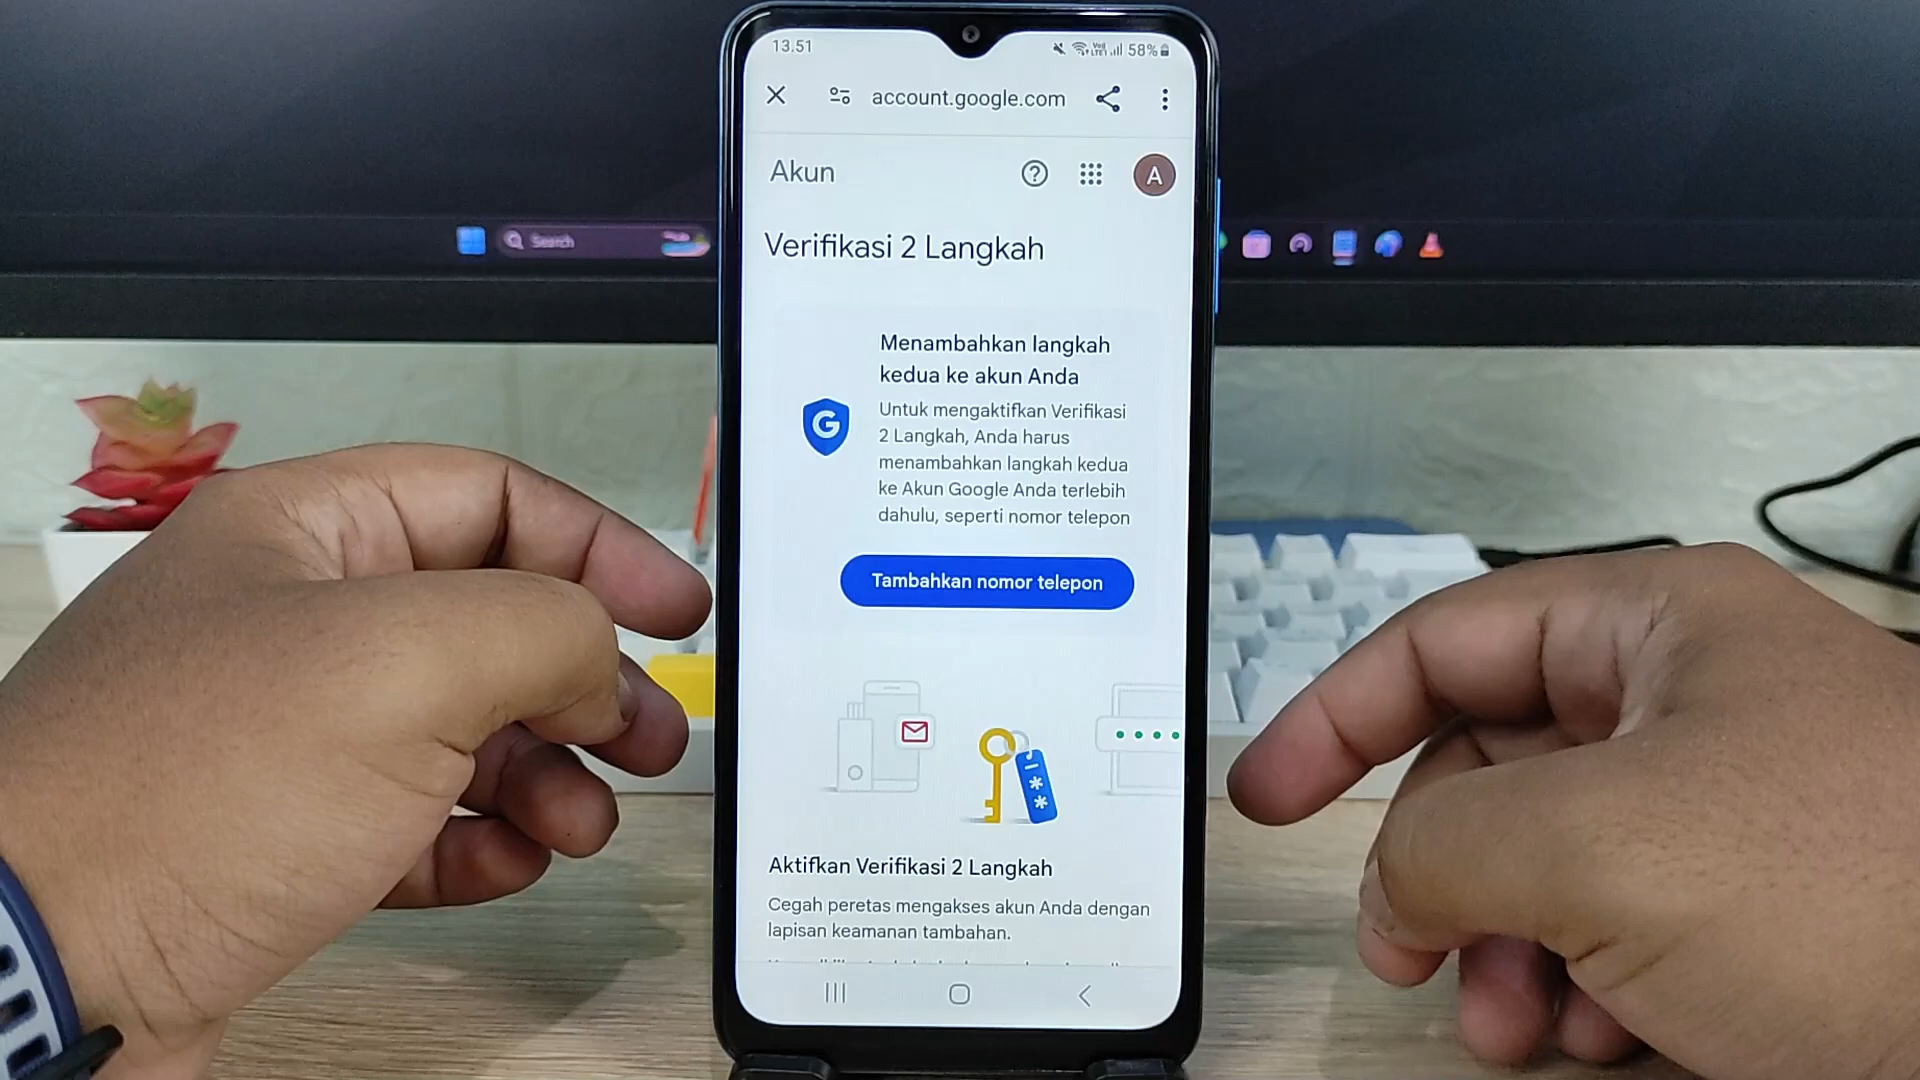 13.51
58%
account.google.com
Akun
A
Verifikasi 2 Langkah
Menambahkan langkah
kedua ke akun Anda
G
Untuk mengaktifkan Verifikasi
2 Langkah, Anda harus
menambahkan langkah kedua
ke Akun Google Anda terlebih
dahulu, seperti nomor telepon
Tambahkan nomor telepon
Aktifkan Verifikasi 2 Langkah
Cegah peretas mengakses akun Anda dengan
lapisan keamanan tambahan.
Search